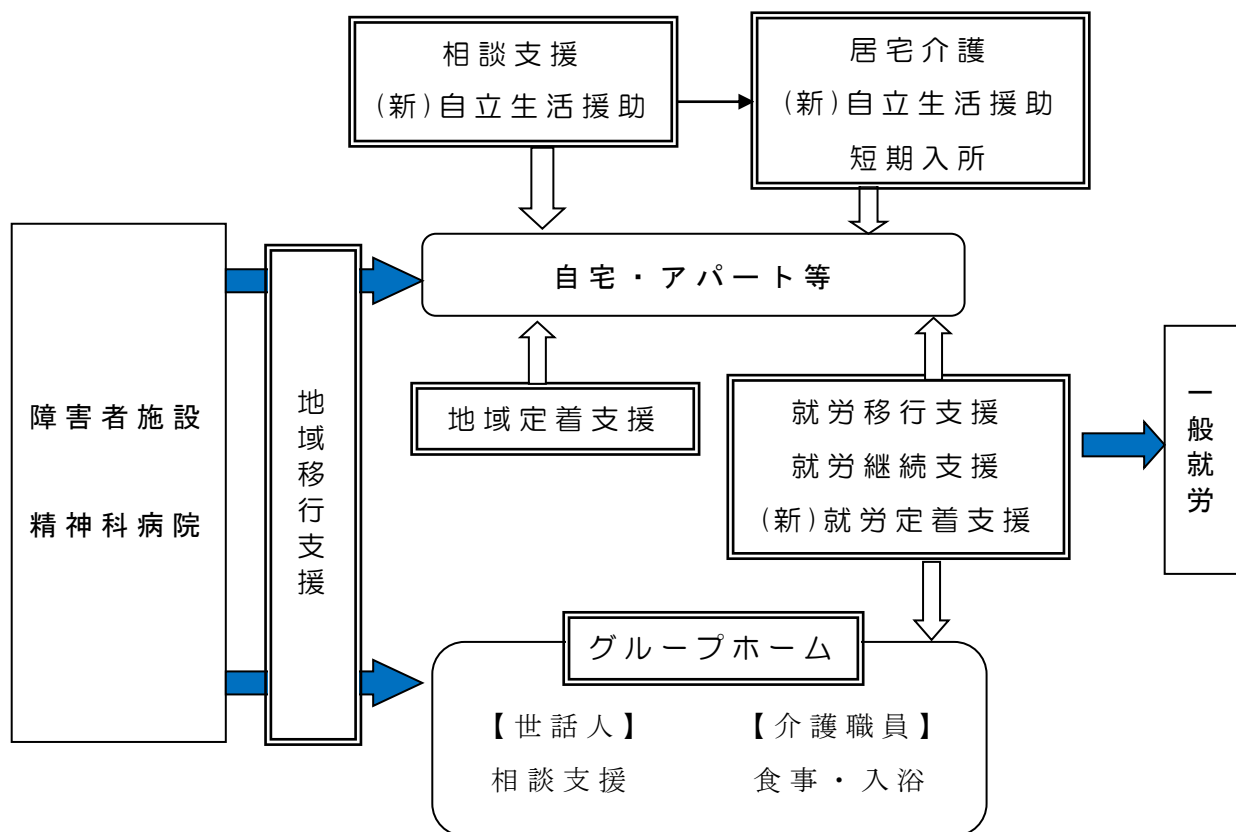 相談支援
(新)自立生活援助
居宅介護
(新)自立生活援助
短期入所
自宅・アパート等
障害者施設
精神科病院
地域移行支援
地域定着支援
就労移行支援
就労継続支援
(新)就労定着支援
一般就労
グループホーム
【世話人】
相談支援
【介護職員】
食事・入浴